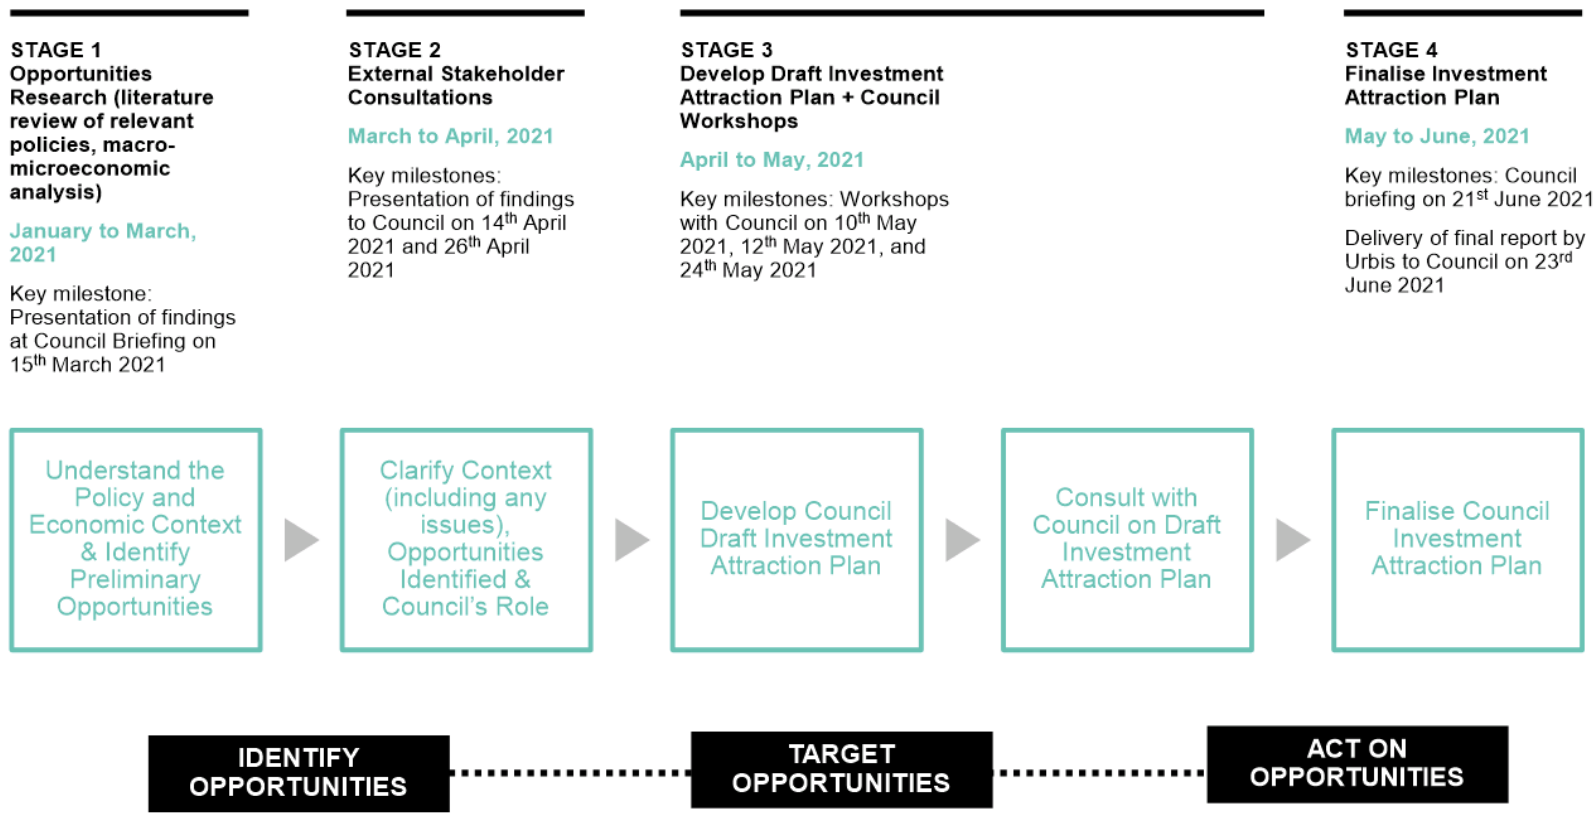 STAGE 1
Opportunities
Research (literature
review of relevant
policies, macro-
microeconomic
analysis)
January to March,
2021
Key milestone:
Presentation of findings
at Council Briefing on
15th March 2021
STAGE 2
External Stakeholder
Consultations
March to April, 2021
Key milestones:
Presentation of findings
to Council on 14th April
2021 and 26th April
2021
STAGE 3
Develop Draft Investment
Attraction Plan + Council
Workshops
April to May, 2021
Key milestones: Workshops
with Council on 10th May
2021, 12th May 2021, and
24th May 2021
STAGE 4
Finalise Investment
Attraction Plan
May to June, 2021
Key milestones: Council
briefing on 21st June 2021
Delivery of final report by
Urbis to Council on 23rd
June 2021
Understand the
Policy and
Economic Context
& Identify
Preliminary
Opportunities
Clarify Context
(including any
issues),
Opportunities
Identified &
Council's Role
Develop Council
Draft Investment
Attraction Plan
Consult with
Council on Draft
Investment
Attraction Plan
Finalise Council
Investment
Attraction Plan
IDENTIFY
OPPORTUNITIES
TARGET
OPPORTUNITIES
ACT ON
OPPORTUNITIES